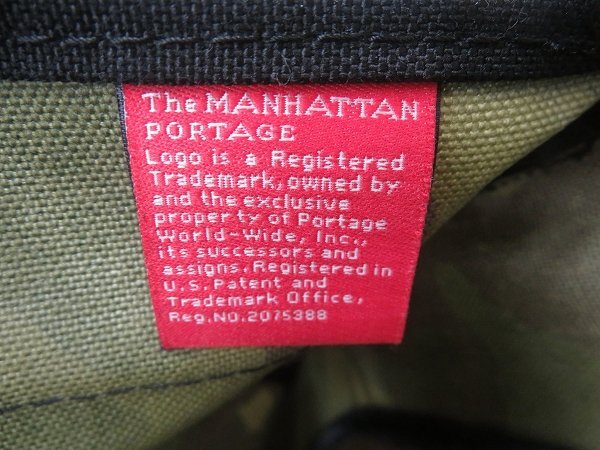 The MANHATTAN
PORTAGE
Logo is a Registered
Trademark, owned by
and the exclusive
property of Portage
World-Wide, Inc.,
its successors and
assigns. Registered in
U.S. Patent and
Trademark Office,
Reg.No.2075388